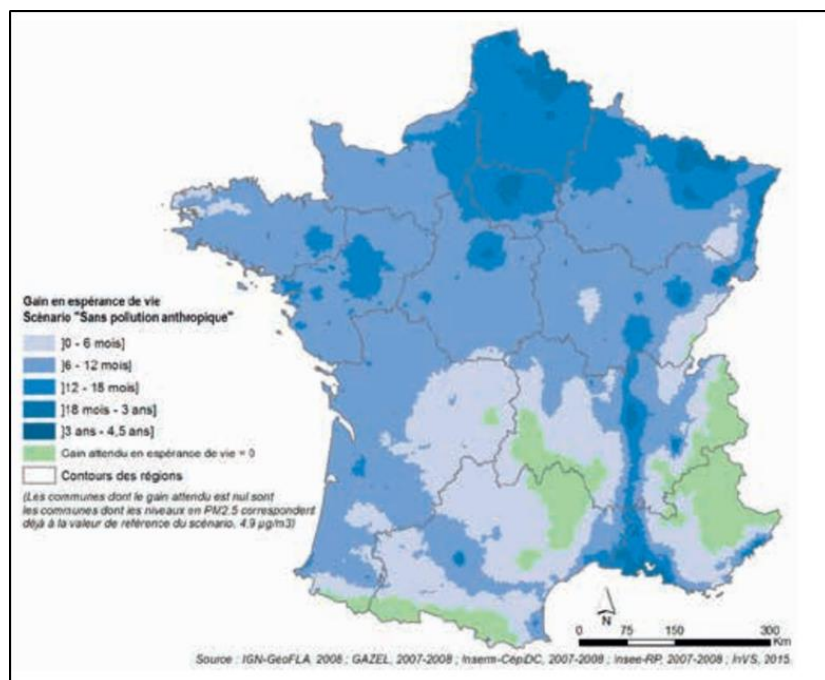 Gain en espérance de vie
Scénario "Sans pollution anthropique"
]0 - 6 mois]
]6 - 12 mois]
]12 - 18 mois]
]18 mois - 3 ans]
]3 ans - 4,5 ans]
Gain attendu en espérance de vie = 0
Contours des régions
(Les communes dont le gain attendu est nul sont
les communes dont les niveaux en PM2.5 correspondent
déjà à la valeur de référence du scénario, 4.9 µg/m3)
N
0 75 150 300
Km
Source : IGN-GéoFLA, 2008 ; GAZEL, 2007-2008 ; Inserm-CépiDC, 2007-2008 ; Insee-RP, 2007-2008 ; InVS, 2015.